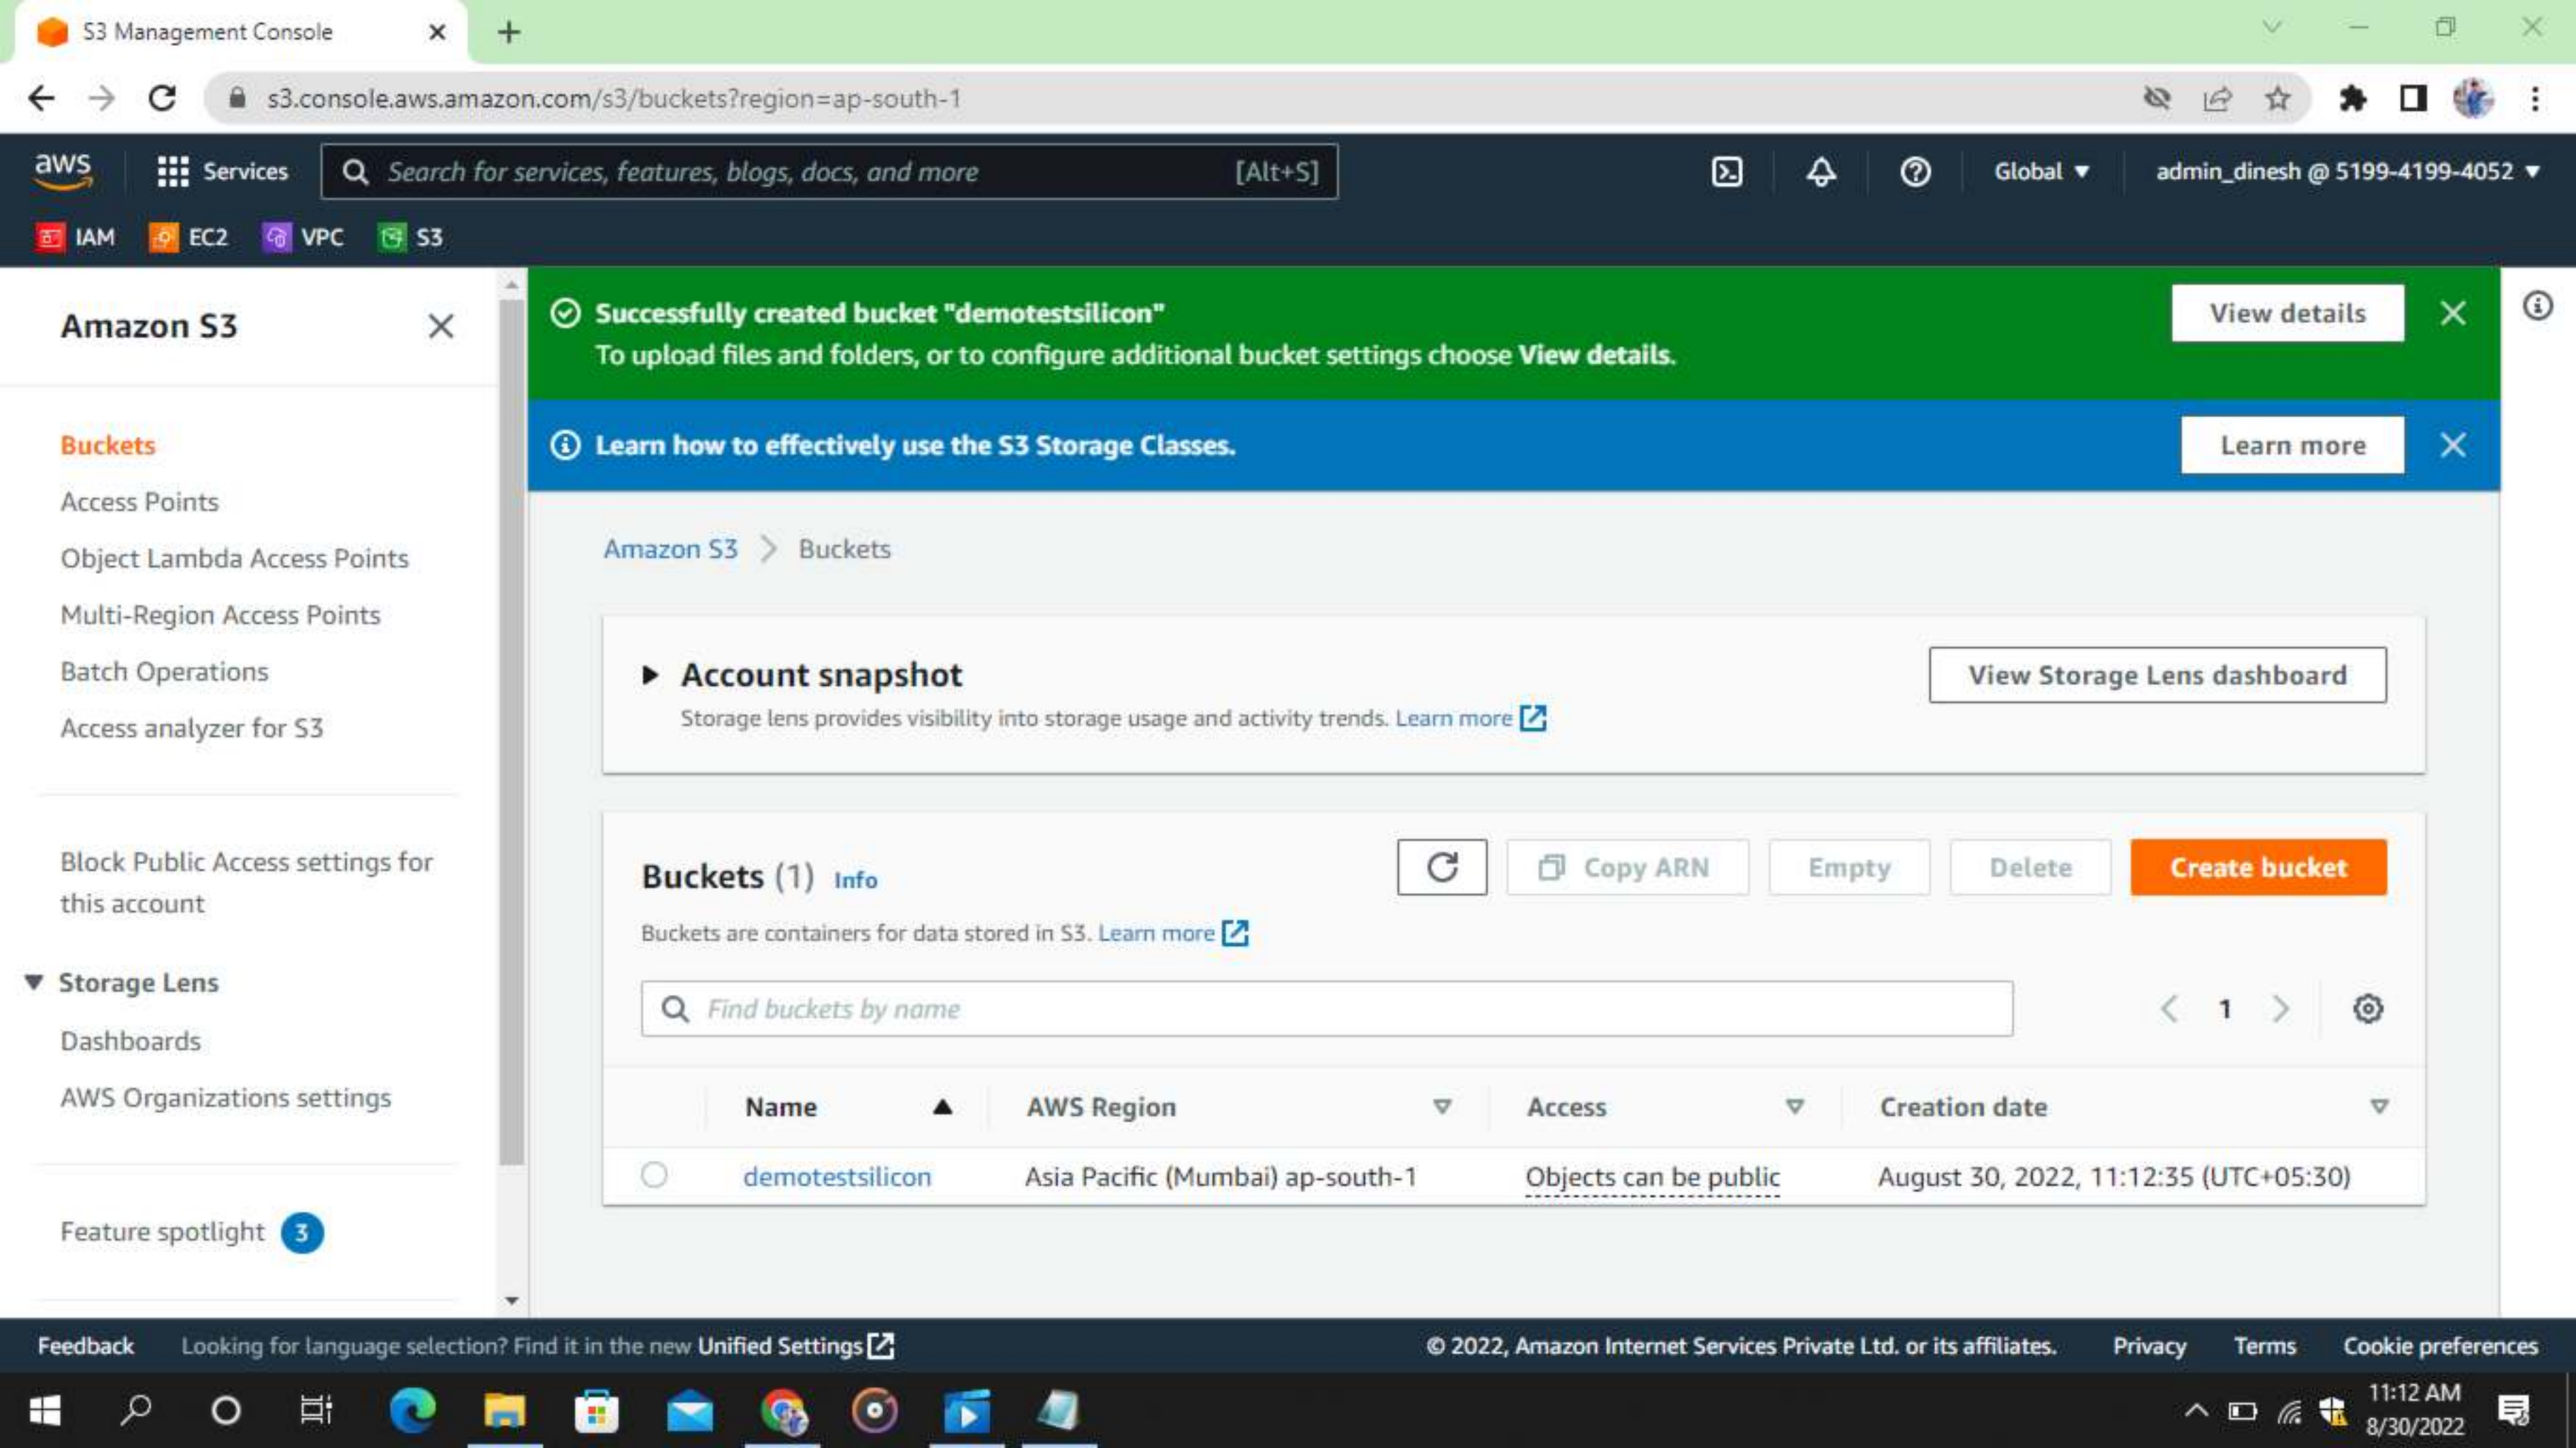 S3 Management Console
s3.console.aws.amazon.com/s3/buckets?region=ap-south-1
aws
Services
Search for services, features, blogs, docs, and more
[Alt+S]
Global
admin_dinesh @ 5199-4199-4052
IAM
EC2
VPC
S3
Amazon S3
Buckets
Access Points
Object Lambda Access Points
Multi-Region Access Points
Batch Operations
Access analyzer for S3
Block Public Access settings for
this account
Storage Lens
Dashboards
AWS Organizations settings
Feature spotlight 3
Successfully created bucket "demotestsilicon"
To upload files and folders, or to configure additional bucket settings choose View details.
View details
Learn how to effectively use the S3 Storage Classes.
Learn more
Amazon S3 > Buckets
Account snapshot
Storage lens provides visibility into storage usage and activity trends. Learn more
View Storage Lens dashboard
Buckets (1) Info
Buckets are containers for data stored in S3. Learn more
Copy ARN
Empty
Delete
Create bucket
Find buckets by name
1
Name
AWS Region
Access
Creation date
demotestsilicon
Asia Pacific (Mumbai) ap-south-1
Objects can be public
August 30, 2022, 11:12:35 (UTC+05:30)
Feedback
Looking for language selection? Find it in the new Unified Settings
© 2022, Amazon Internet Services Private Ltd. or its affiliates.
Privacy
Terms
Cookie preferences
11:12 AM
8/30/2022